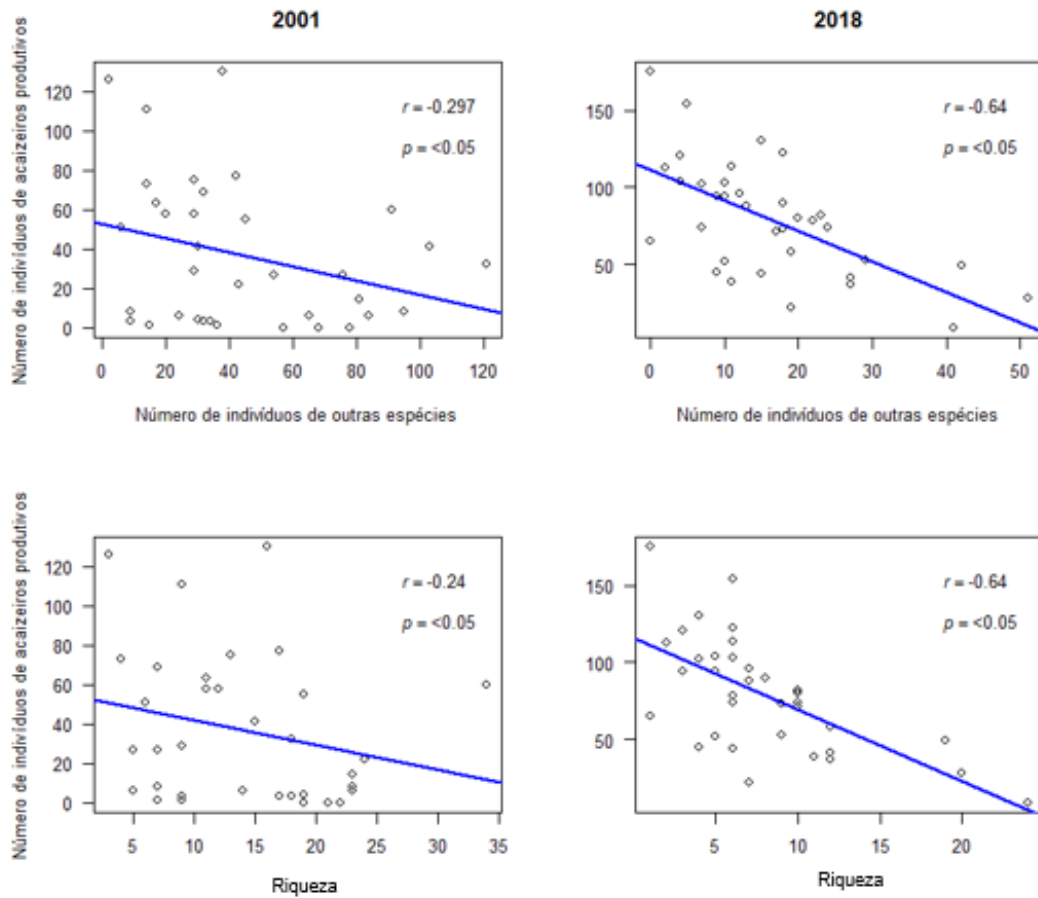 2001
2018
Número de indivíduos de acaizeiros produtivos
120
100
80
60
40
20
0
r = -0.297
p = <0.05
0 20 40 60 80 100 120
Número de indivíduos de outras espécies
150
100
50
r = -0.64
p = <0.05
0 10 20 30 40 50
Número de indivíduos de outras espécies
Número de indivíduos de acaizeiros produtivos
120
100
80
60
40
20
0
r = -0.24
p = <0.05
5 10 15 20 25 30 35
Riqueza
150
100
50
r = -0.64
p = <0.05
5 10 15 20
Riqueza